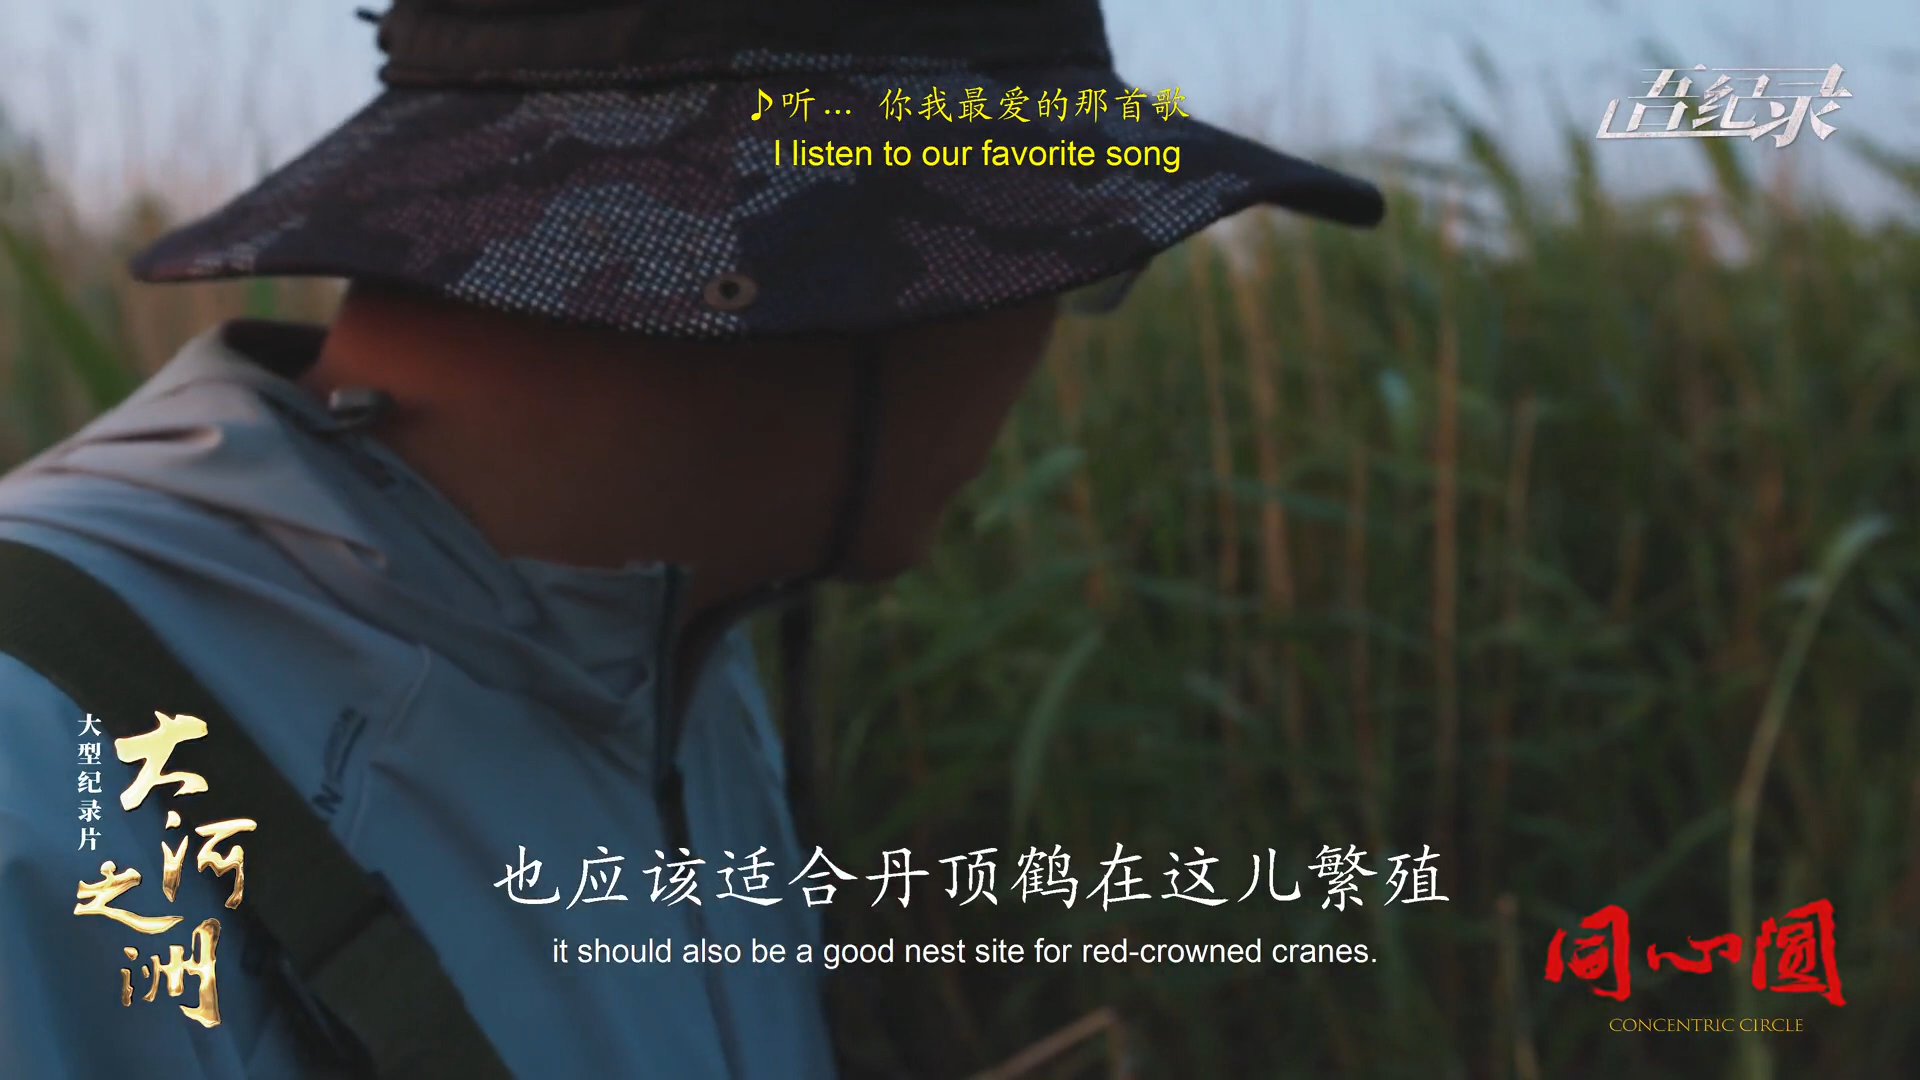 ♪听… 你我最爱的那首歌
I listen to our favorite song
吾纪录
大型纪录片
大河之洲
也应该适合丹顶鹤在这儿繁殖
it should also be a good nest site for red-crowned cranes.
同心圆
CONCENTRIC CIRCLE